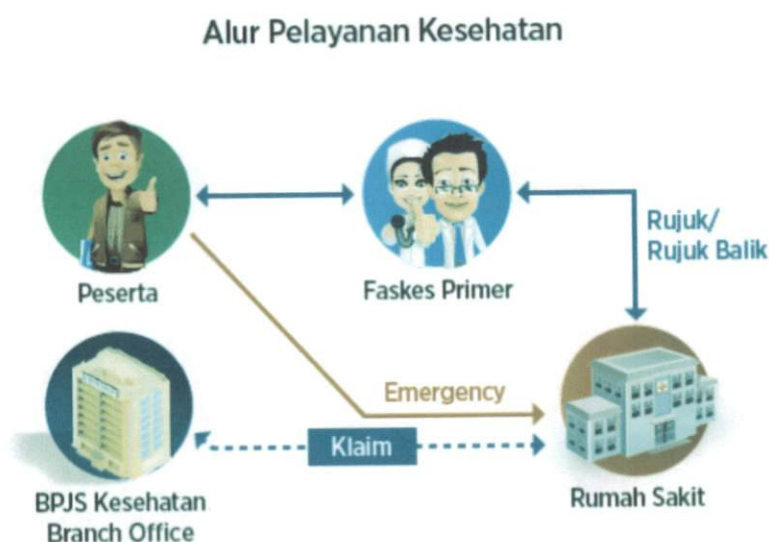 Alur Pelayanan Kesehatan
Peserta
Faskes Primer
Rujuk/
Rujuk Balik
Emergency
Klaim
BPJS Kesehatan
Branch Office
Rumah Sakit